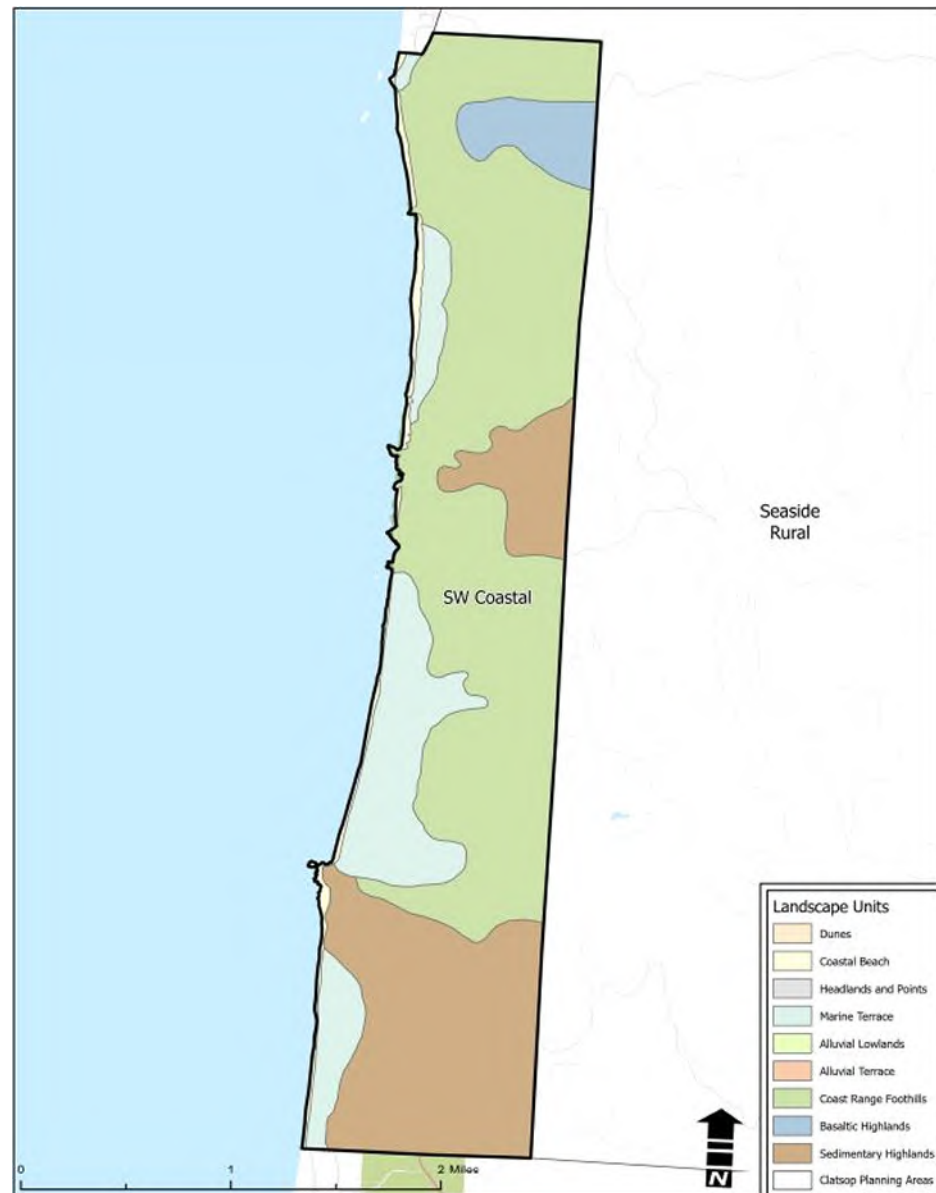 Seaside
Rural
SW Coastal
Landscape Units
Dunes
Coastal Beach
Headlands and Points
Marine Terrace
Alluvial Lowlands
Alluvial Terrace
Coast Range Foothills
Basaltic Highlands
Sedimentary Highlands
Clatsop Planning Areas
N
0 1 2 Miles